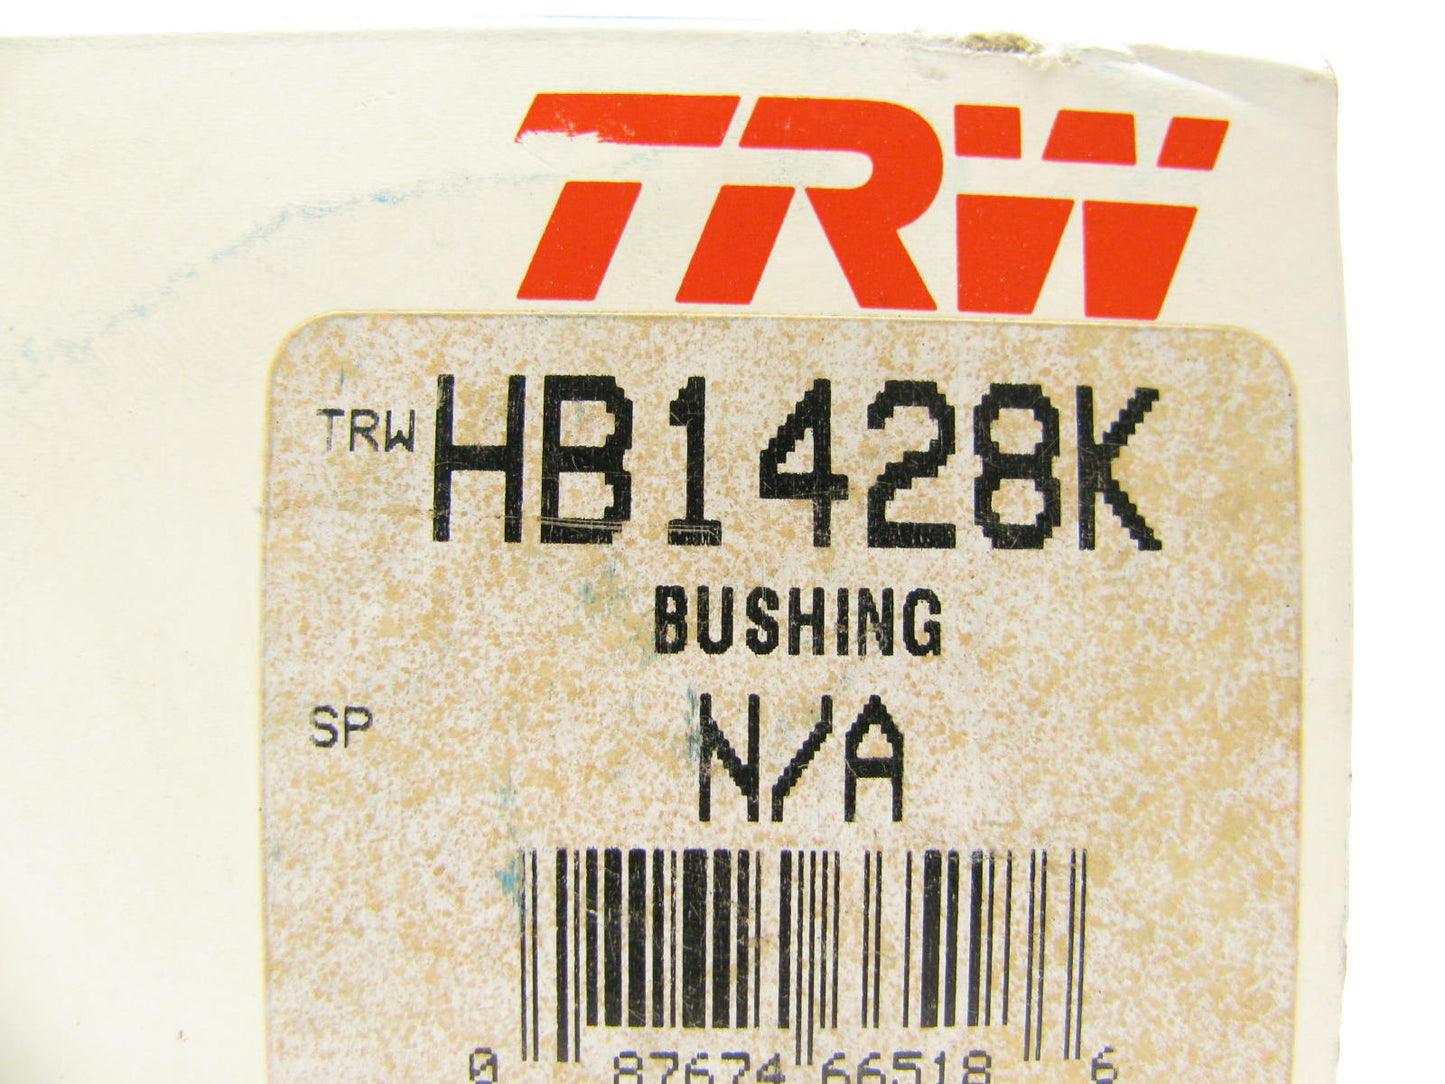 TRW
TRW HB1428K
BUSHING
SP N/A
0 87674 66518 6